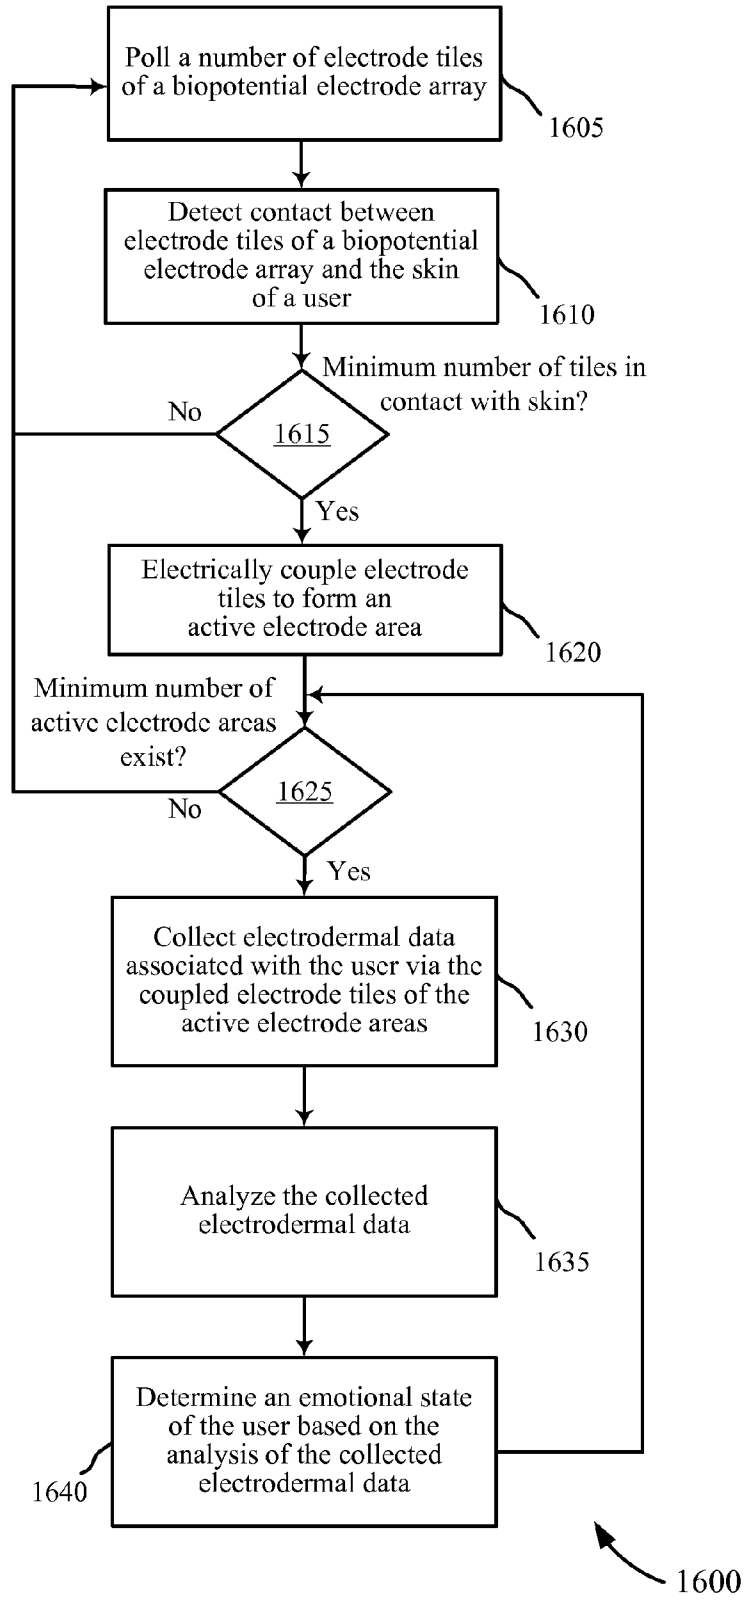 Poll a number of electrode tiles
of a biopotential electrode array
1605
Detect contact between
electrode tiles of a biopotential
electrode array and the skin
of a user
1610
Minimum number of tiles in
contact with skin?
No
1615
Yes
Electrically couple electrode
tiles to form an
active electrode area
1620
Minimum number of
active electrode areas
exist?
1625
No
Yes
Collect electrodermal data
associated with the user via the
coupled electrode tiles of the
active electrode areas
1630
Analyze the collected
electrodermal data
1635
Determine an emotional state
of the user based on the
analysis of the collected
electrodermal data
1640
1600